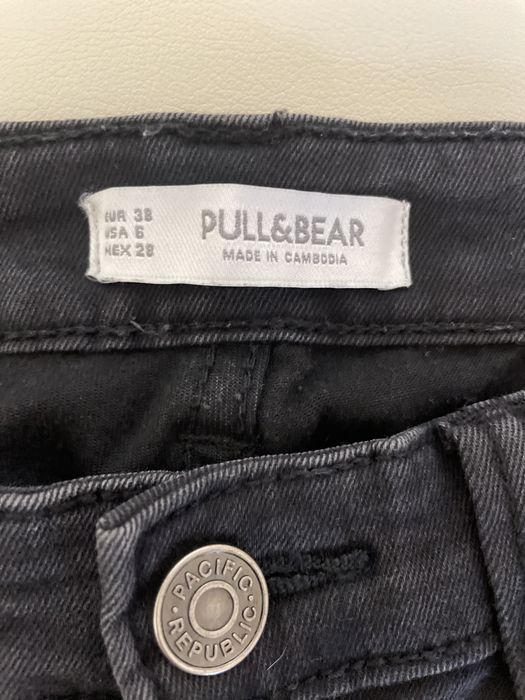 EUR 38
USA 6
MEX 28
PULL&BEAR
MADE IN CAMBODIA
PACIFIC
REPUBLIC